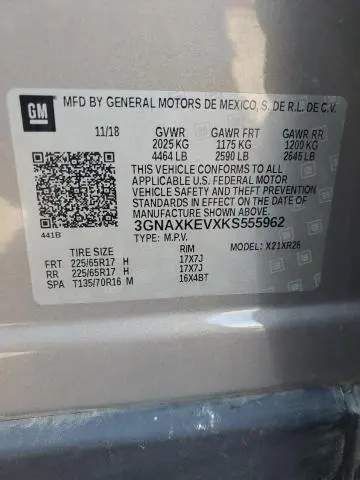 GM
MFD BY GENERAL MOTORS DE MEXICO, S. DE R.L. DE C.V.
11/18 GVWR GAWR FRT GAWR RR
2025 KG 1175 KG 1200 KG
4464 LB 2590 LB 2645 LB
THIS VEHICLE CONFORMS TO ALL
APPLICABLE U.S. FEDERAL MOTOR
VEHICLE SAFETY AND THEFT PREVENTION
STANDARDS IN EFFECT ON THE DATE OF
MANUFACTURE SHOWN ABOVE.
3GNAXKEVXKS555962
441B
TYPE: M.P.V. MODEL: X21XR26
TIRE SIZE RIM
FRT 225/65R17 H 17X7J
RR 225/65R17 H 17X7J
SPA T135/70R16 M 16X4BT